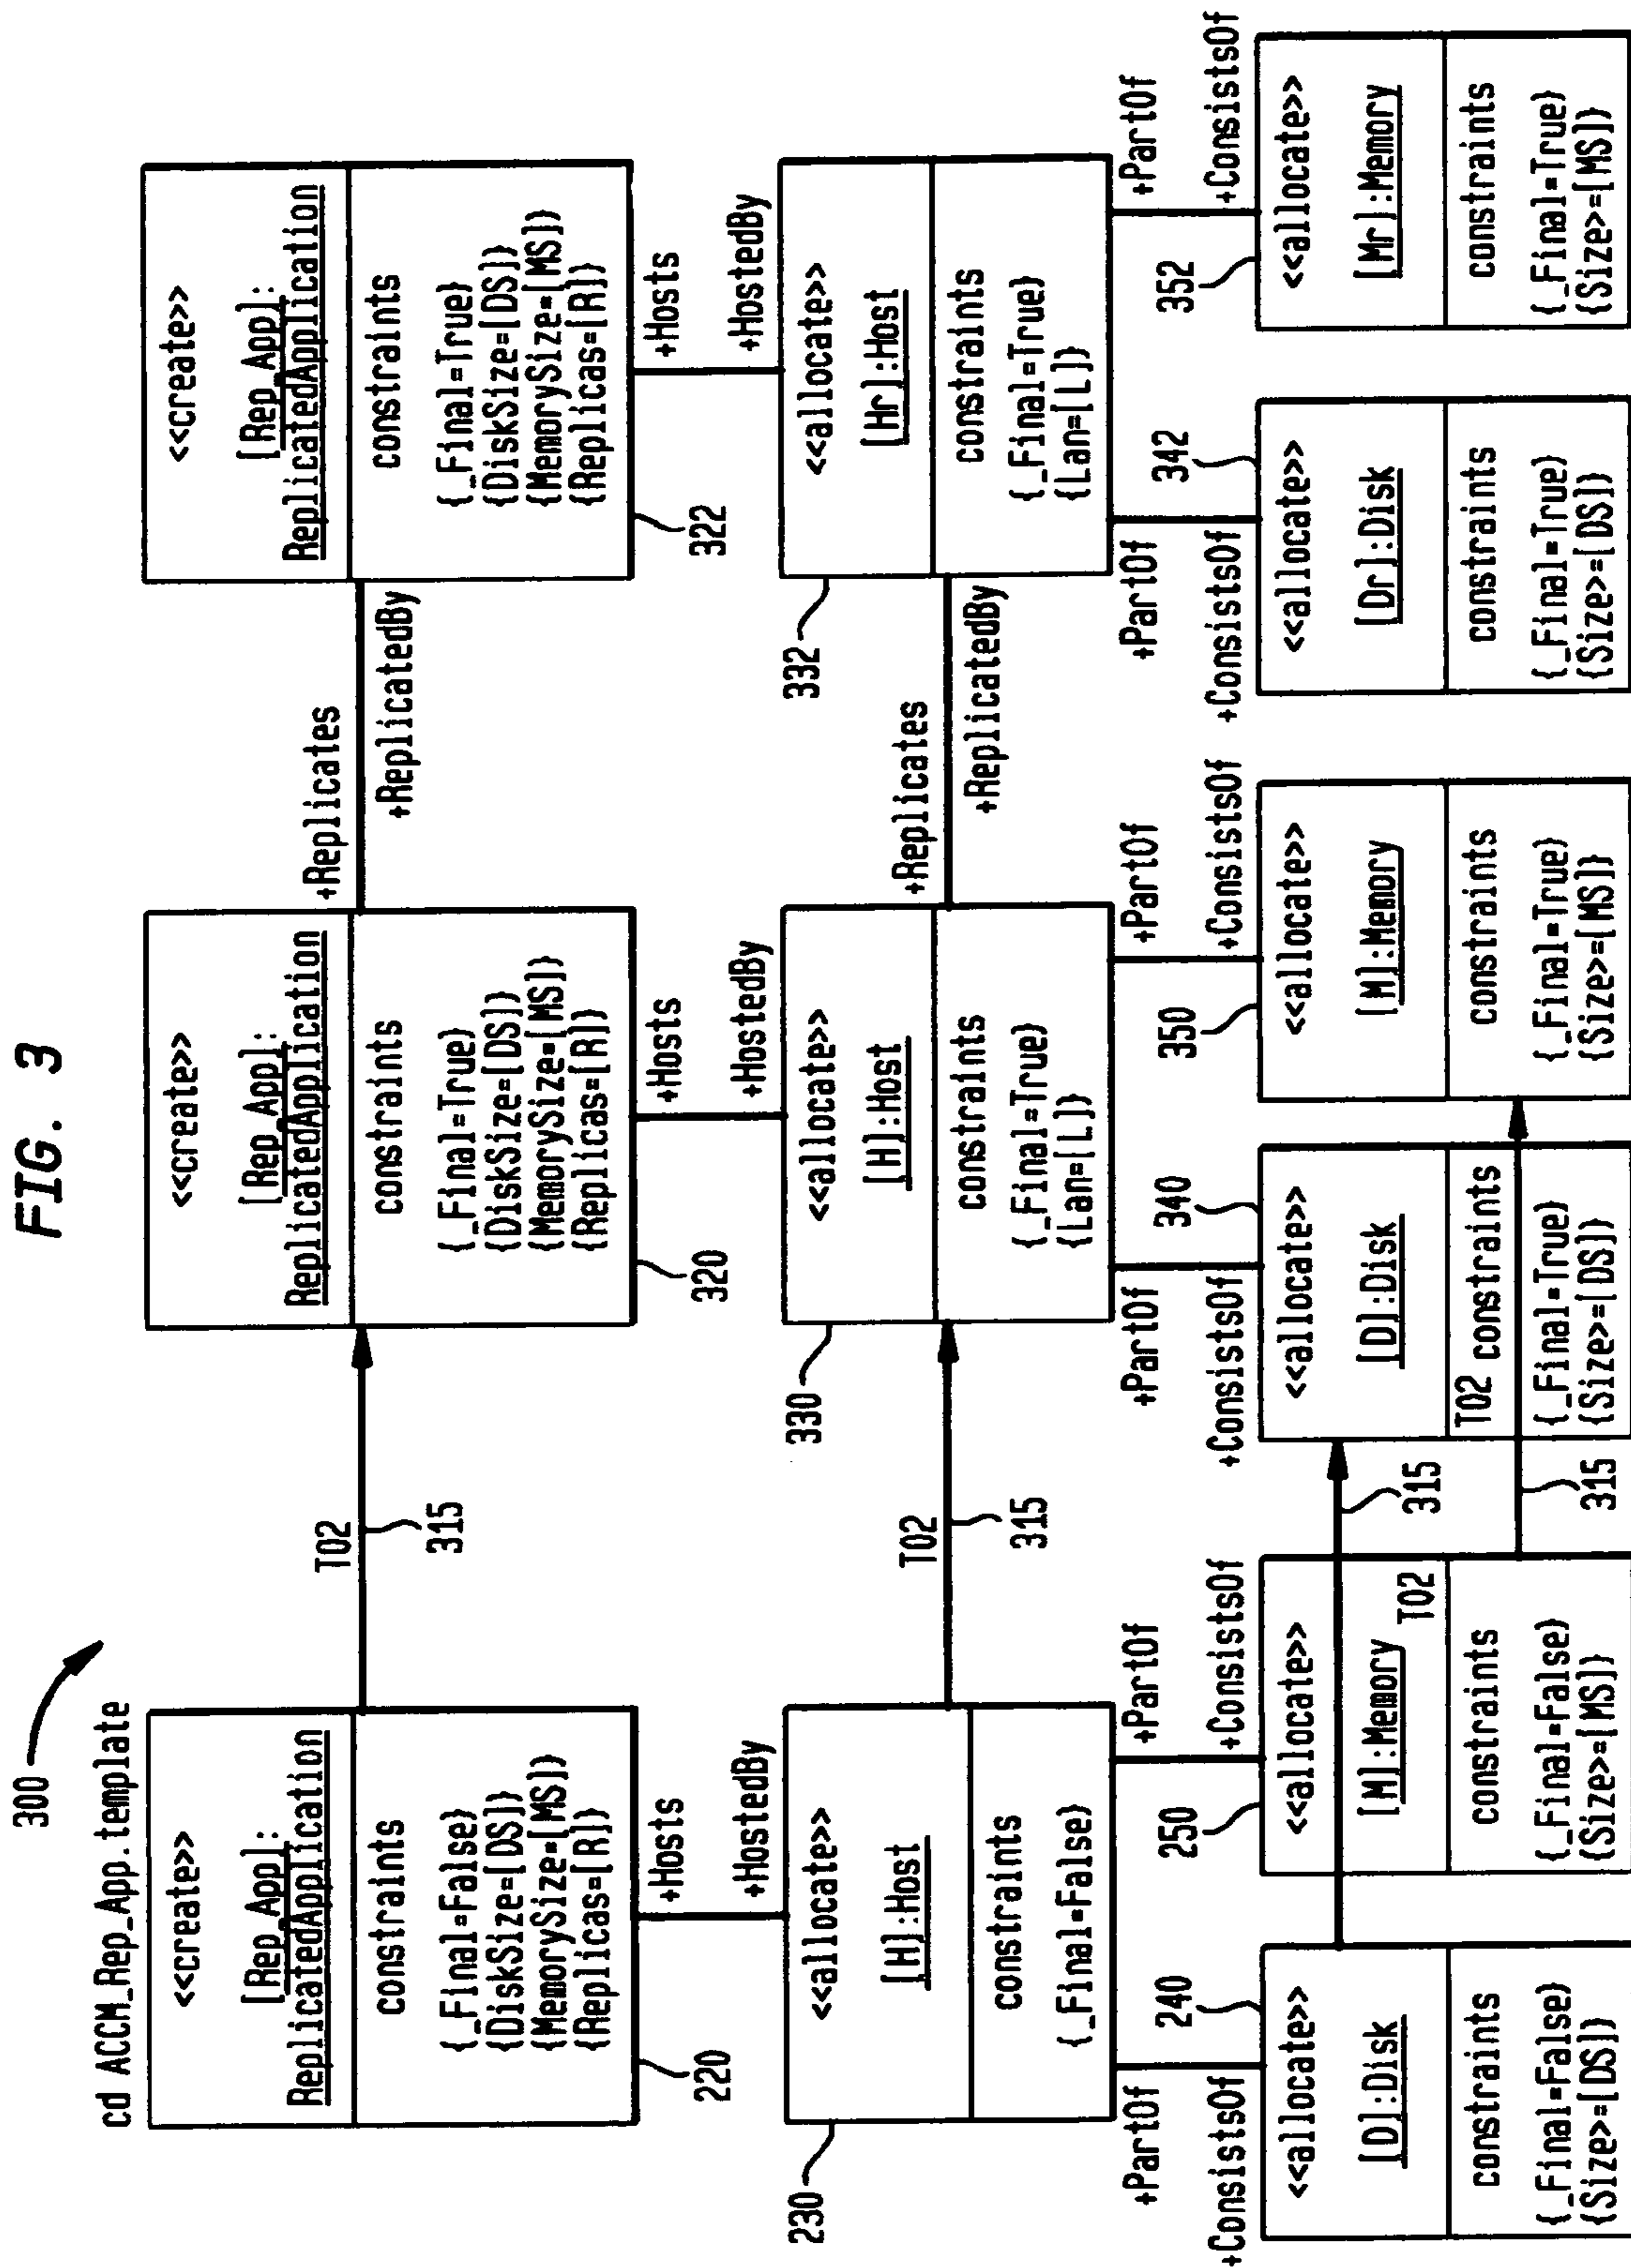 FIG. 3
300
cd ACCM_Rep_App.template
<<create>>
[Rep_App]:
ReplicatedApplication
constraints
{_Final=False}
{DiskSize=[DS]}
{MemorySize=[MS]}
{Replicas=[R]}
220
T02
315
<<create>>
[Rep_App]:
ReplicatedApplication
constraints
{_Final=True}
{DiskSize=[DS]}
{MemorySize=[MS]}
{Replicas=[R]}
320
+Replicates
+ReplicatedBy
<<create>>
[Rep_App]:
ReplicatedApplication
constraints
{_Final=True}
{DiskSize=[DS]}
{MemorySize=[MS]}
{Replicas=[R]}
322
+Hosts
+HostedBy
+Hosts
+HostedBy
+Hosts
+HostedBy
230
<<allocate>>
[H]:Host
constraints
{_Final=False}
T02
315
330
<<allocate>>
[H]:Host
constraints
{_Final=True}
{Lan=[L]}
+Replicates
+ReplicatedBy
332
<<allocate>>
[Hr]:Host
constraints
{_Final=True}
{Lan=[L]}
+PartOf
+ConsistsOf
240
+PartOf
+ConsistsOf
250
+PartOf
+ConsistsOf
340
+PartOf
+ConsistsOf
350
+PartOf
+ConsistsOf
342
+PartOf
+ConsistsOf
352
<<allocate>>
[D]:Disk
constraints
{_Final=False}
{Size>=[DS]}
<<allocate>>
[M]:Memory
T02
constraints
{_Final=False}
{Size>=[MS]}
315
315
<<allocate>>
[D]:Disk
T02
constraints
{_Final=True}
{Size>=[DS]}
<<allocate>>
[M]:Memory
constraints
{_Final=True}
{Size>=[MS]}
<<allocate>>
[Dr]:Disk
constraints
{_Final=True}
{Size>=[DS]}
<<allocate>>
[Mr]:Memory
constraints
{_Final=True}
{Size>=[MS]}